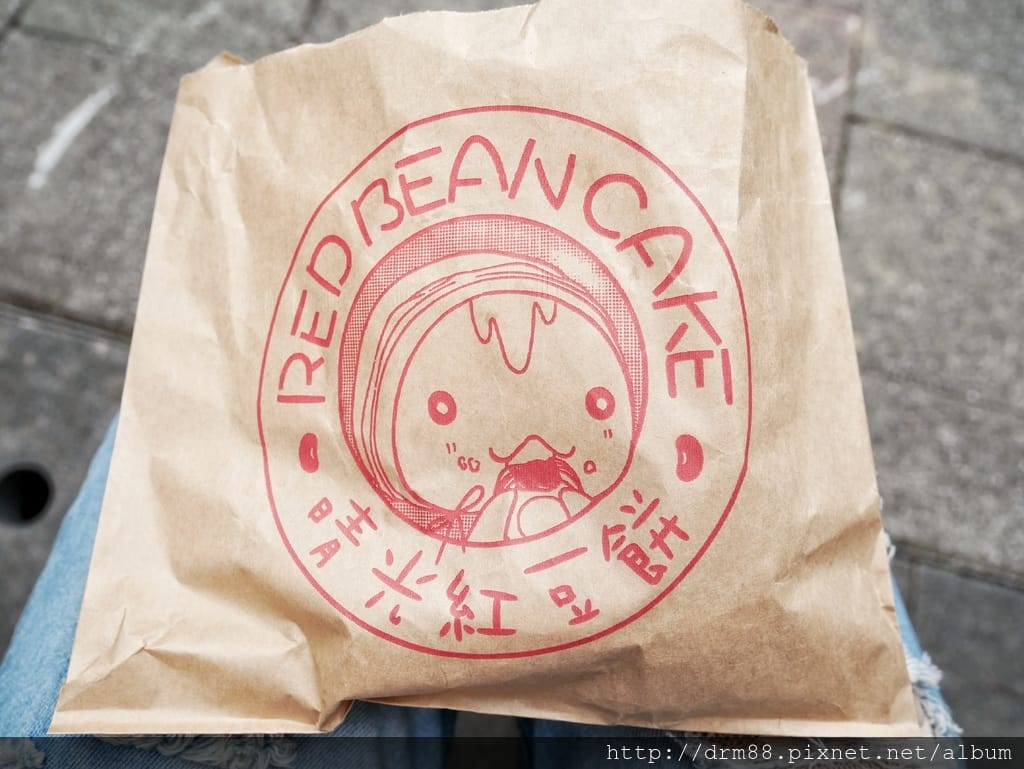 RED BEAN CAKE
晴光紅豆餅
http://drm88.pixnet.net/album